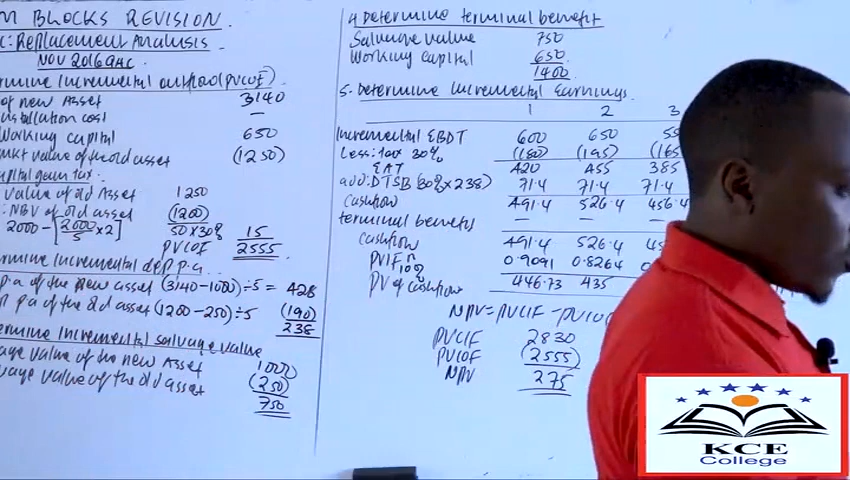 M BLOCKS REVISION
C: Replacement Analysis
NOV 2016 Q4C
ermine Incremental outflow (PVCOF)
of new Asset 3140
nstallation cost —
Working capital 650
mkt value of the old asset (1250)
apital gain tax.
value of old Asset 1250
: NBV of old asset (1200)
2000 - [2000/5 x 2] 50 x 30% 15
PVCOF 2555
ermine Incremental dep p.a.
p.a of the new Asset (3140-1000) ÷ 5 = 428
n p.a of the old asset (1200-250) ÷ 5 (190)
238
ermine Incremental salvage value
age value of the new Asset 1000
vage value of the old asset (250)
750
4 Determine terminal benefit
Salvage value 750
Working capital 650
1400
5. Determine Incremental Earnings.
1 2 3
Incremental EBDT 600 650 55
Less: tax 30% (180) (195) (165
EAT 420 455 385
add: DTSB (30% x 238) 71.4 71.4 71.4
Cashflow 491.4 526.4 456.4
terminal benefits — — —
Cashflow 491.4 526.4 45
PVIF n 10% 0.9091 0.8264 0
PV of cashflows 446.73 435
NPV = PVCIF - PVCOF
PVCIF 2830
PVCOF (2555)
NPV 275
KCE
College